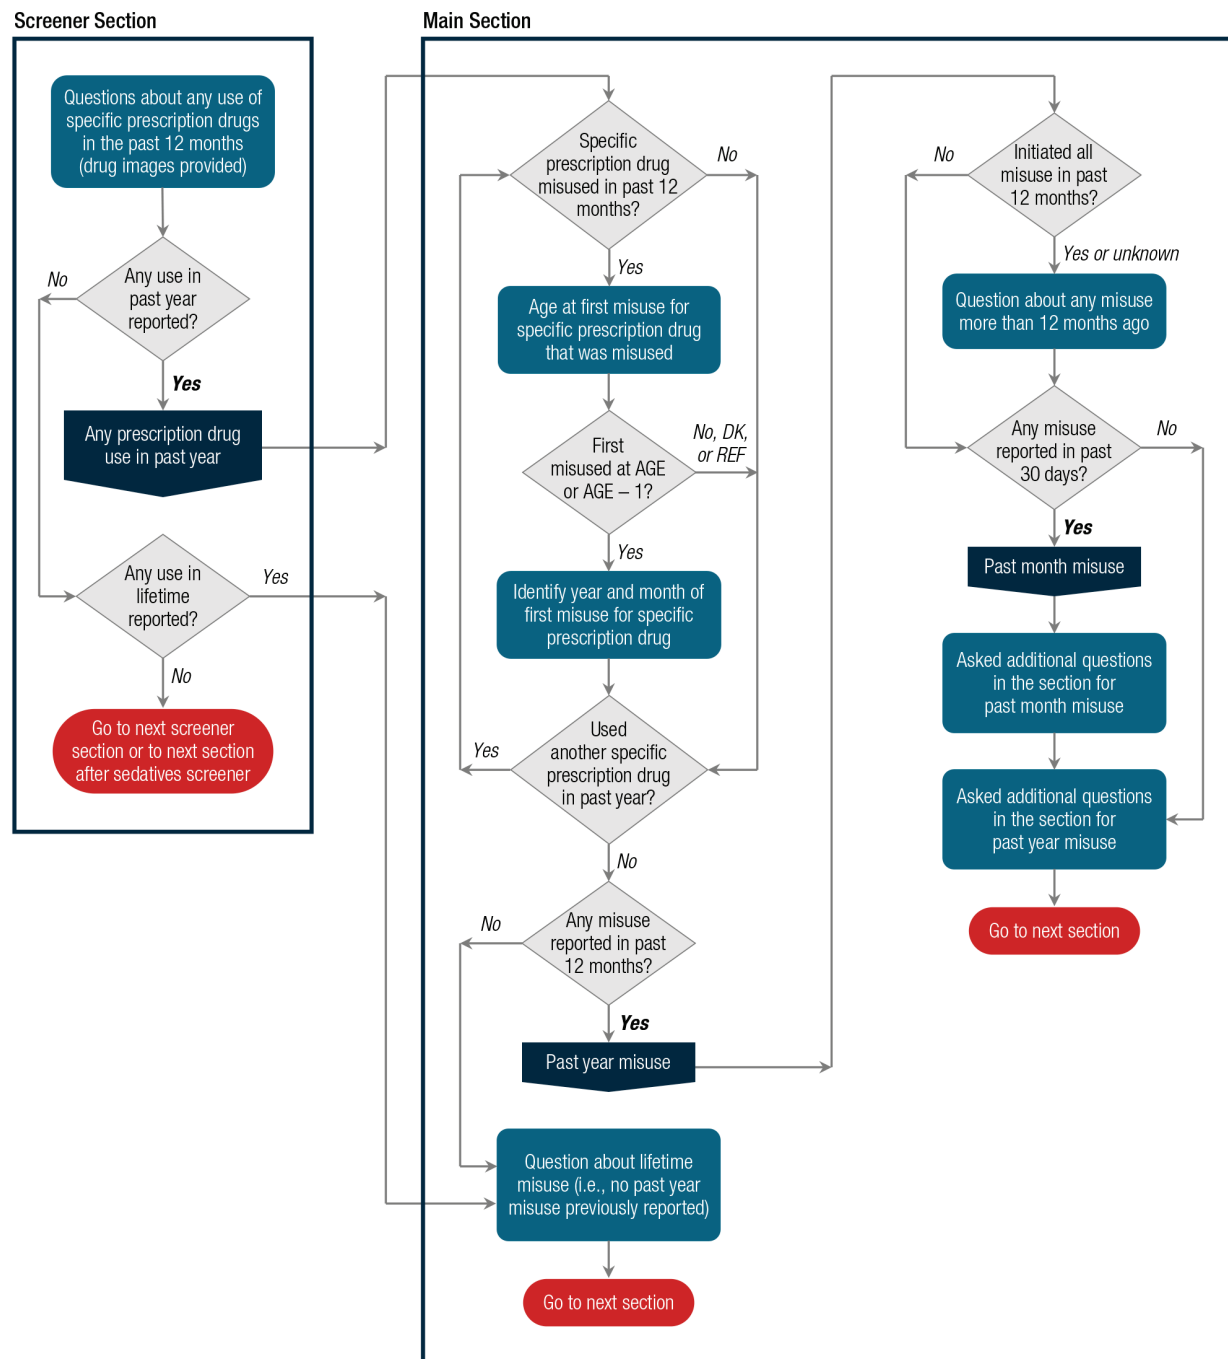 Screener Section
Questions about any use of
specific prescription drugs
in the past 12 months
(drug images provided)
Any use in
past year
reported?
No
Yes
Any prescription drug
use in past year
Any use in
lifetime
reported?
Yes
No
Go to next screener
section or to next section
after sedatives screener
Main Section
Specific
prescription drug
misused in past 12
months?
No
Yes
Age at first misuse for
specific prescription drug
that was misused
First
misused at AGE
or AGE – 1?
No, DK,
or REF
Yes
Identify year and month of
first misuse for specific
prescription drug
Used
another specific
prescription drug
in past year?
Yes
No
Any misuse
reported in past
12 months?
No
Yes
Past year misuse
Question about lifetime
misuse (i.e., no past year
misuse previously reported)
Go to next section
Initiated all
misuse in past
12 months?
No
Yes or unknown
Question about any misuse
more than 12 months ago
Any misuse
reported in past
30 days?
No
Yes
Past month misuse
Asked additional questions
in the section for
past month misuse
Asked additional questions
in the section for
past year misuse
Go to next section